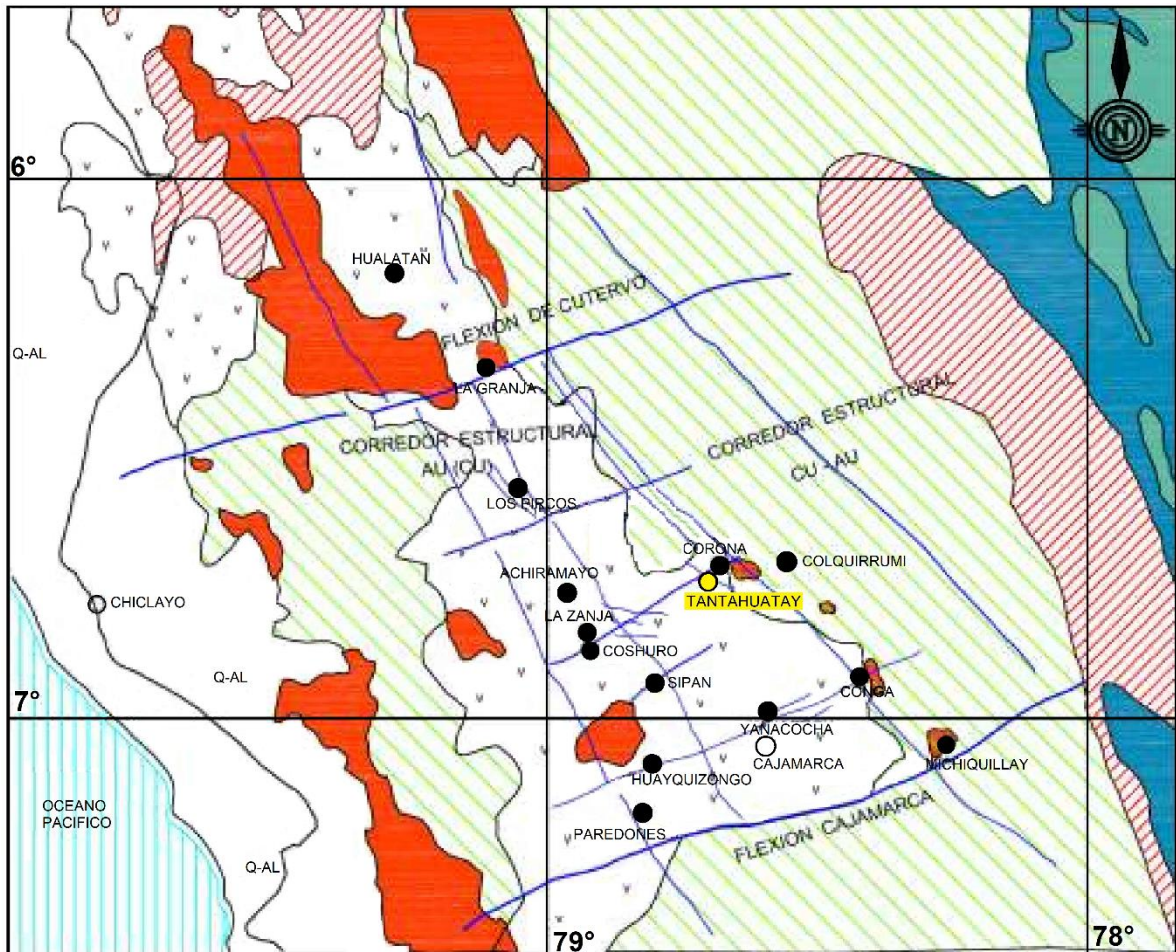 N
6°
HUALATAN
FLEXION DE CUTERVO
Q-AL
LA GRANJA
CORREDOR ESTRUCTURAL
AU (CU)
CORREDOR ESTRUCTURAL
CU - AU
LOS PIRCOS
CORONA
COLQUIRRUMI
ACHIRAMAYO
TANTAHUATAY
CHICLAYO
LA ZANJA
COSHURO
Q-AL
SIPAN
CONGA
7°
YANACOCHA
CAJAMARCA
MICHIQUILLAY
HUAYQUIZONGO
OCEANO
PACIFICO
PAREDONES
FLEXION CAJAMARCA
Q-AL
79°
78°